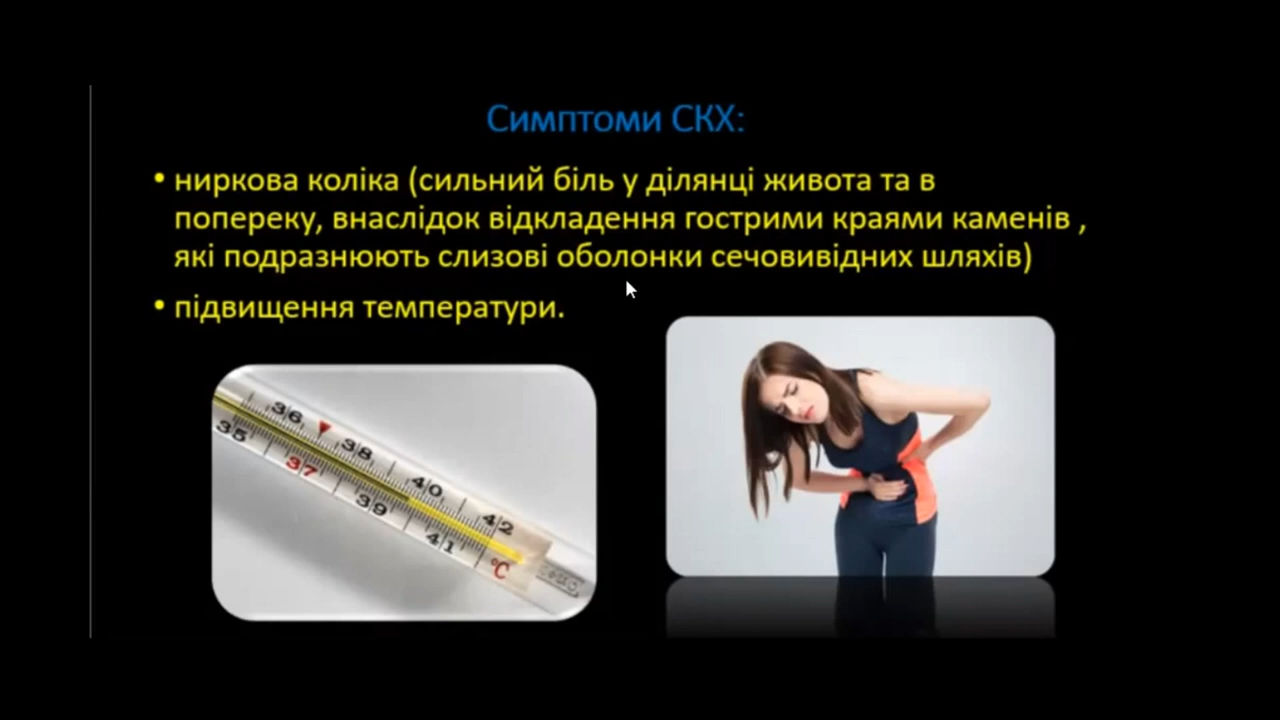 Симптоми СКХ:
• ниркова коліка (сильний біль у ділянці живота та в
попереку, внаслідок відкладення гострими краями каменів ,
які подразнюють слизові оболонки сечовивідних шляхів)
• підвищення температури.
36 38 40 42
35 37 39 41 °C